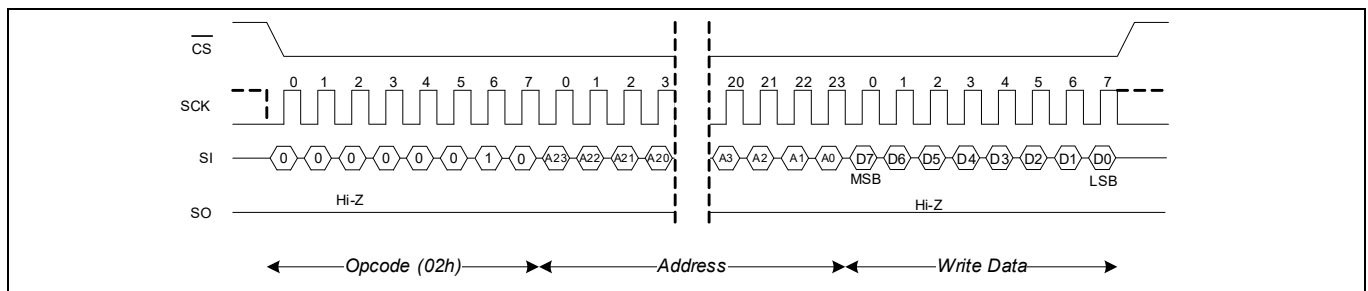 CS
0 1 2 3 4 5 6 7 0 1 2 3 20 21 22 23 0 1 2 3 4 5 6 7
SCK
SI 0 0 0 0 0 0 1 0 A23 A22 A21 A20 A3 A2 A1 A0 D7 D6 D5 D4 D3 D2 D1 D0
MSB LSB
Hi-Z Hi-Z
SO
Opcode (02h) Address Write Data